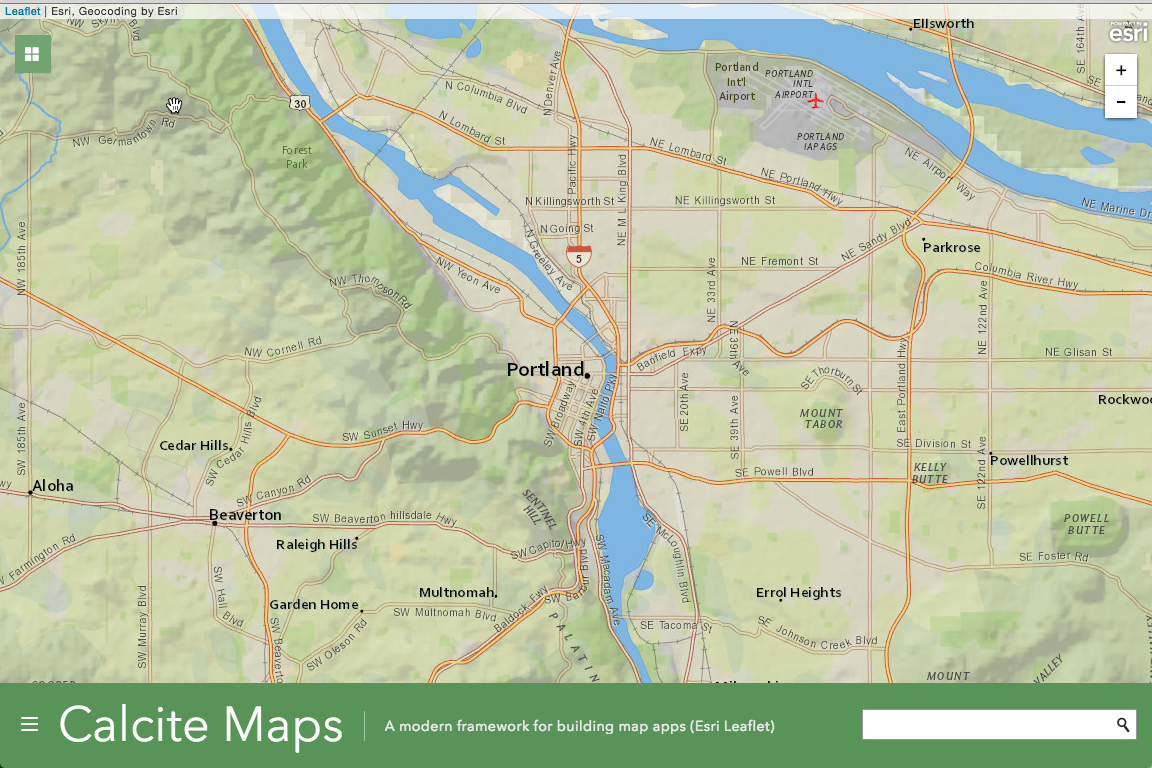 Leaflet | Esri, Geocoding by Esri
POWERED BY
esri
+
-
Ellsworth
SE 164th Ave
Portland
Int'l
Airport
PORTLAND
INTL
AIRPORT
PORTLAND
IAP AGS
30
N Columbia Blvd
N Denver Ave
N Lombard St
NE Lombard St
NW Germantown Rd
Forest
Park
Pacific Hwy
NE M L King Blvd
NE Portland Hwy
NE Airport Way
NE Marine Dr
N Killingsworth St
NE Killingsworth St
N Going St
N Greeley Ave
5
NE Sandy Blvd
Parkrose
NE Fremont St
Columbia River Hwy
NW 185th Ave
NW Yeon Ave
NW Thompson Rd
NE 33rd Ave
NE 122nd Ave
NW Cornell Rd
Banfield Expy
NE 39th Ave
NE Glisan St
Portland
SE Thorburn St
East Portland Hwy
Rockwoo
SW Broadway
SW 4th Ave
SW Naito Pky
SE 20th Ave
SE 39th Ave
MOUNT
TABOR
SW 185th Ave
Cedar Hills
SW Cedar Hills Blvd
SW Sunset Hwy
SE Division St
KELLY
BUTTE
SE 122nd Ave
Powellhurst
SE Powell Blvd
Aloha
SW Canyon Rd
Beaverton
SW Beaverton hillsdale Hwy
SENTINEL
HILL
POWELL
BUTTE
SW Farmington Rd
Raleigh Hills
SW Capitol Hwy
SE McLoughlin Blvd
SE Foster Rd
SW Hall Blvd
SW Murray Blvd
Multnomah
Garden Home
SW Multnomah Blvd
Baldock Fwy
SW Barbur Blvd
SW Macadam Ave
Errol Heights
SE Tacoma St
SE Johnson Creek Blvd
SW Oleson Rd
SW Beaverton
PALATIN
MOUNT
VALLEY
Calcite Maps
A modern framework for building map apps (Esri Leaflet)